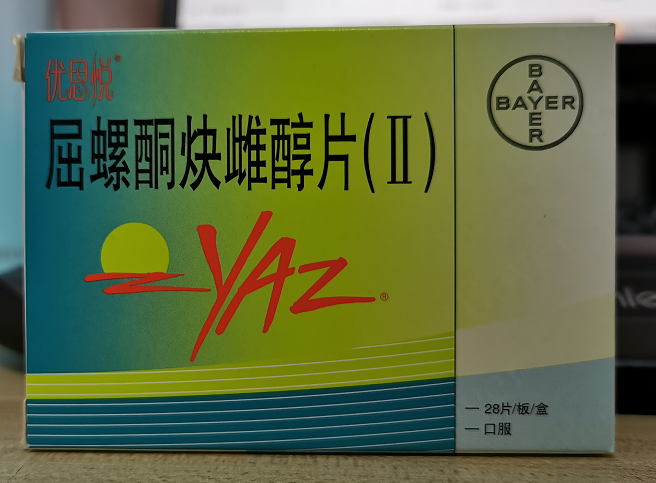 优思悦®
屈螺酮炔雌醇片(Ⅱ)
YAZ®
BAYER
BAYER
— 28片/板/盒
— 口服